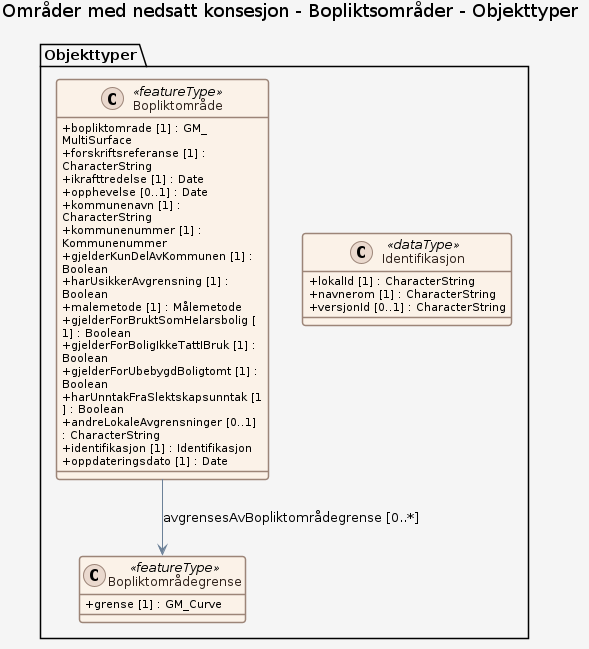 Områder med nedsatt konsesjon - Bopliktsområder - Objekttyper
Objekttyper
C
«featureType»
Bopliktområde
+bopliktomrade [1] : GM_
MultiSurface
+forskriftsreferanse [1] :
CharacterString
+ikrafttredelse [1] : Date
+opphevelse [0..1] : Date
+kommunenavn [1] :
CharacterString
+kommunenummer [1] :
Kommunenummer
+gjelderKunDelAvKommunen [1] :
Boolean
+harUsikkerAvgrensning [1] :
Boolean
+malemetode [1] : Målemetode
+gjelderForBruktSomHelarsbolig [
1] : Boolean
+gjelderForBoligIkkeTattIBruk [1] :
Boolean
+gjelderForUbebygdBoligtomt [1] :
Boolean
+harUnntakFraSlektskapsunntak [1
] : Boolean
+andreLokaleAvgrensninger [0..1]
: CharacterString
+identifikasjon [1] : Identifikasjon
+oppdateringsdato [1] : Date
C
«dataType»
Identifikasjon
+lokalId [1] : CharacterString
+navnerom [1] : CharacterString
+versjonId [0..1] : CharacterString
avgrensesAvBopliktområdegrense [0..*]
C
«featureType»
Bopliktområdegrense
+grense [1] : GM_Curve